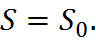 S = S₀.